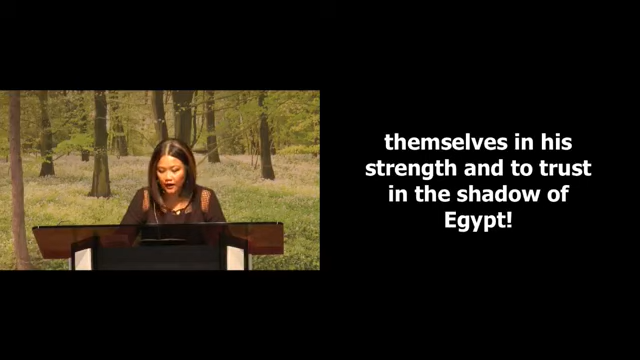 themselves in his
strength and to trust
in the shadow of
Egypt!